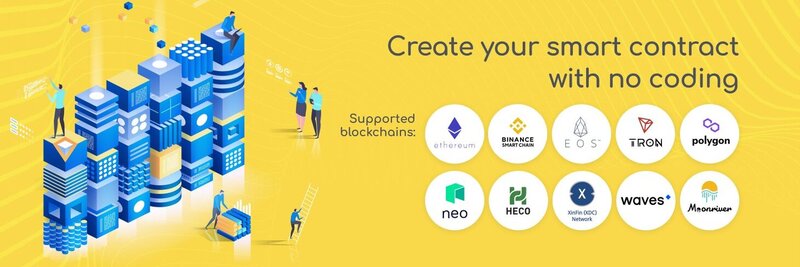 Create your smart contract
with no coding
Supported
blockchains:
ethereum
BINANCE
SMART CHAIN
EOS™
TRON
polygon
neo
HECO
X
XinFin (XDC)
Network
waves
Moonriver